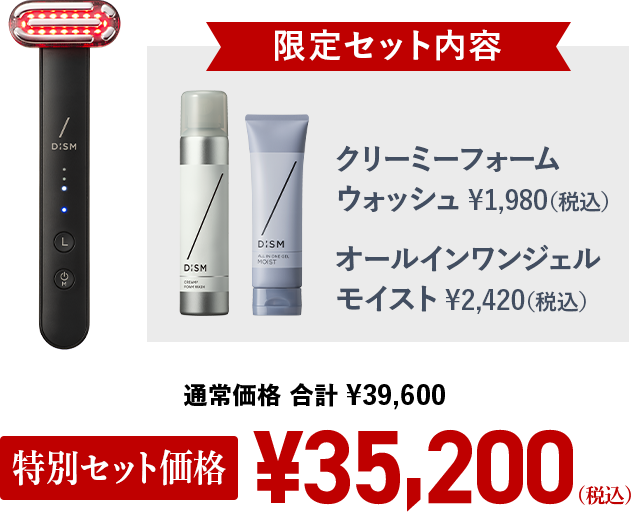 限定セット内容
DISM
L
M
クリーミーフォーム
ウォッシュ ¥1,980(税込)
DISM
CREAMY
FOAM WASH
DISM
ALL IN ONE GEL
MOIST
オールインワンジェル
モイスト ¥2,420(税込)
通常価格 合計 ¥39,600
特別セット価格 ¥35,200(税込)